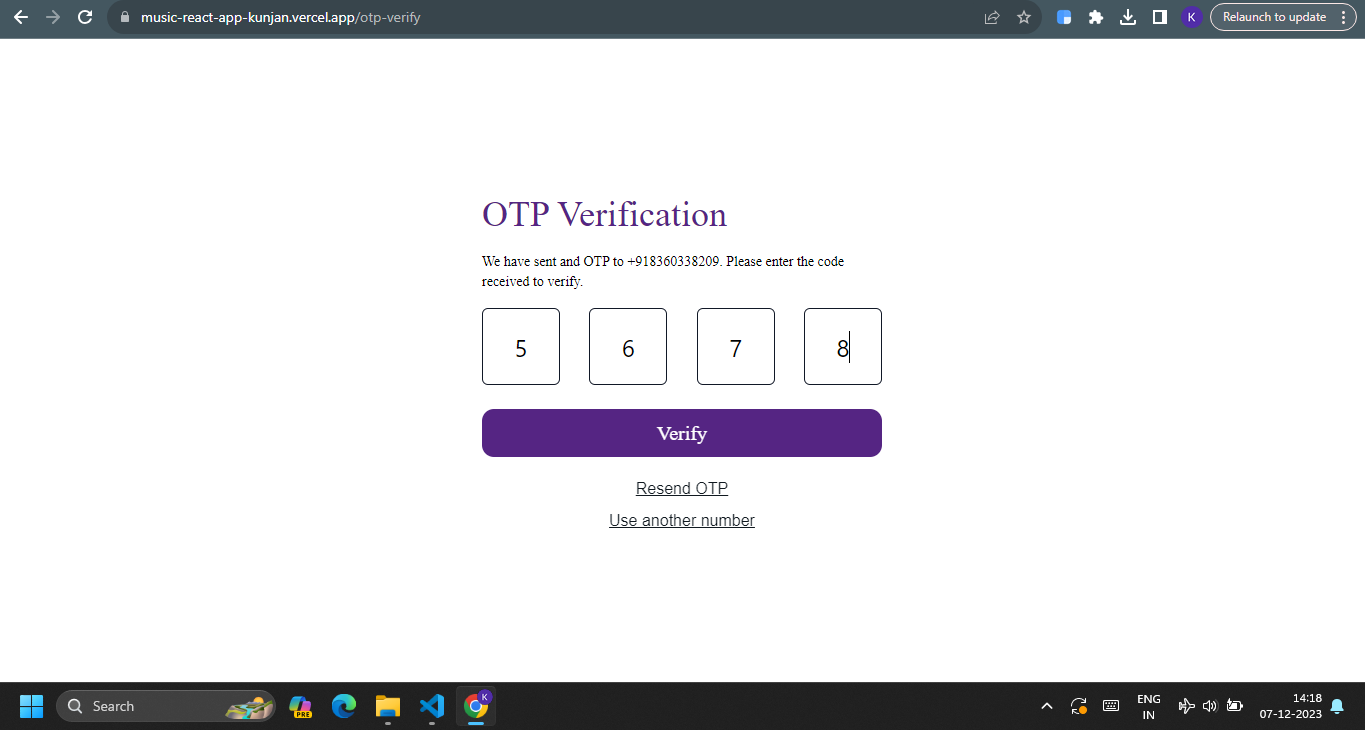 music-react-app-kunjan.vercel.app/otp-verify
K
Relaunch to update
OTP Verification
We have sent and OTP to +918360338209. Please enter the code
received to verify.
5 6 7 8
Verify
Resend OTP
Use another number
Search
PRE
K
ENG
IN
14:18
07-12-2023